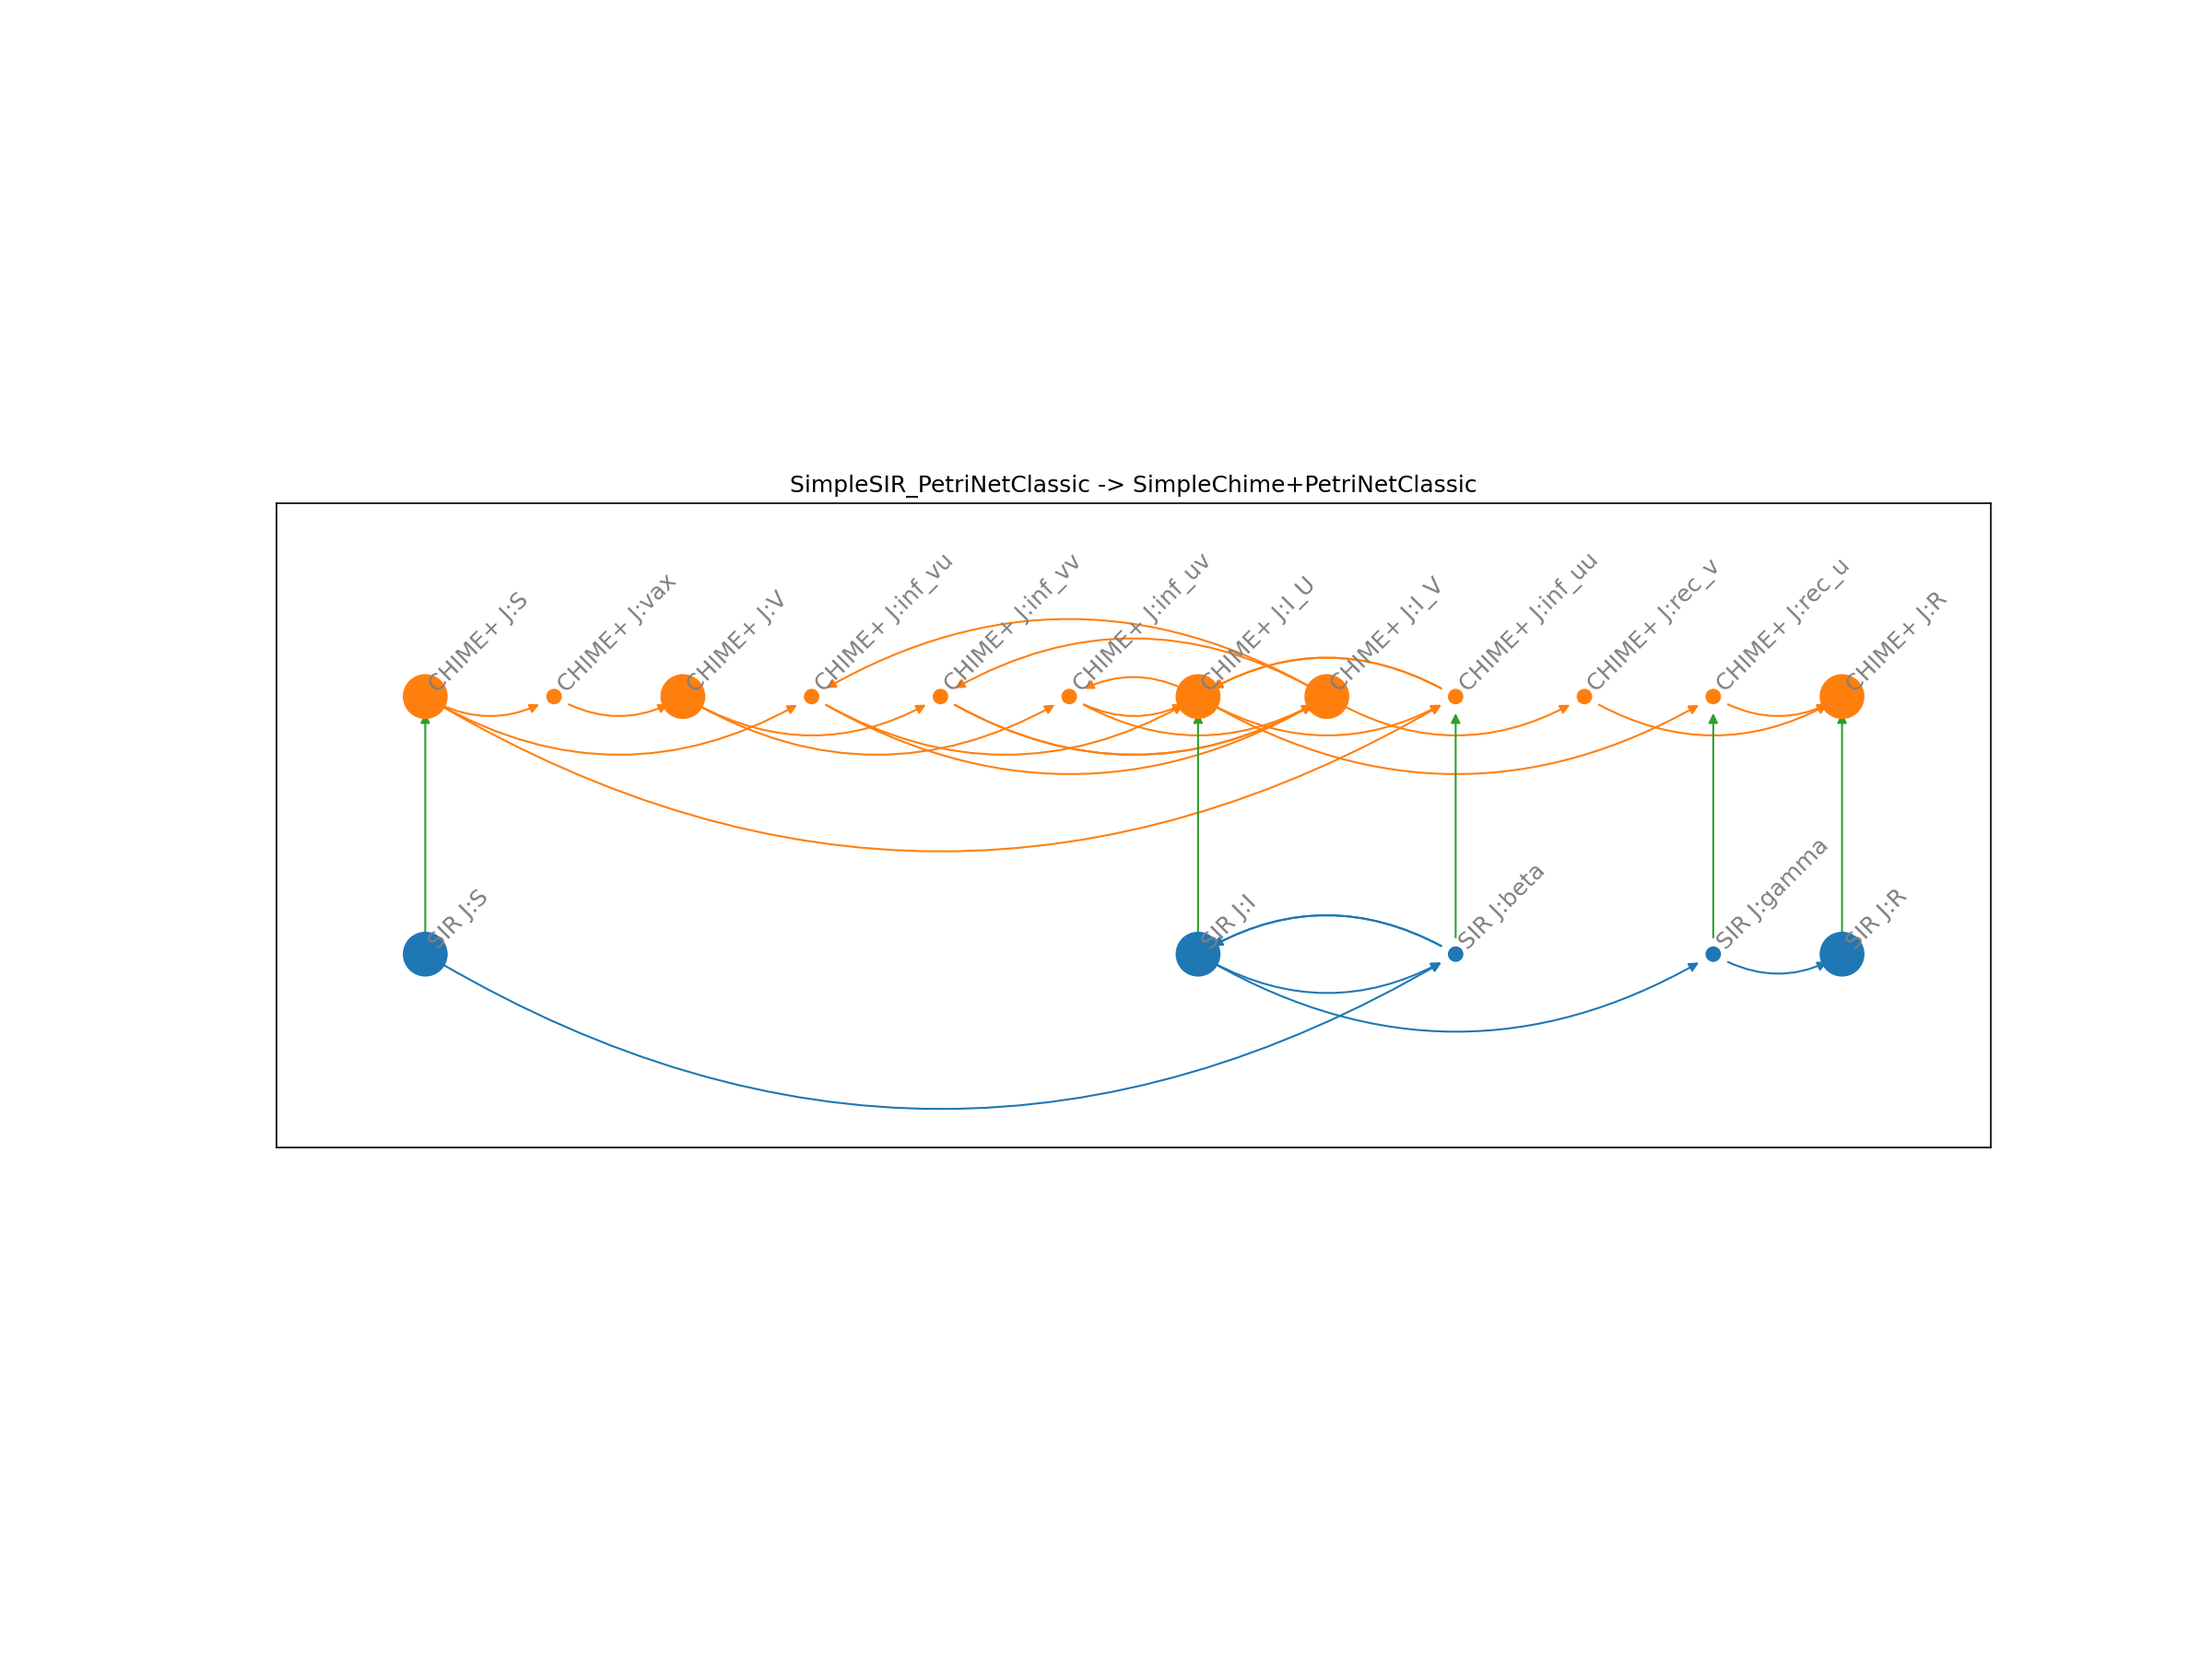 SimpleSIR_PetriNetClassic -> SimpleChime+PetriNetClassic
CHIME+ J:S
CHIME+ J:vax
CHIME+ J:V
CHIME+ J:inf_vu
CHIME+ J:inf_vv
CHIME+ J:inf_uv
CHIME+ J:I_U
CHIME+ J:I_V
CHIME+ J:inf_uu
CHIME+ J:rec_v
CHIME+ J:rec_u
CHIME+ J:R
SIR J:S
SIR J:I
SIR J:beta
SIR J:gamma
SIR J:R